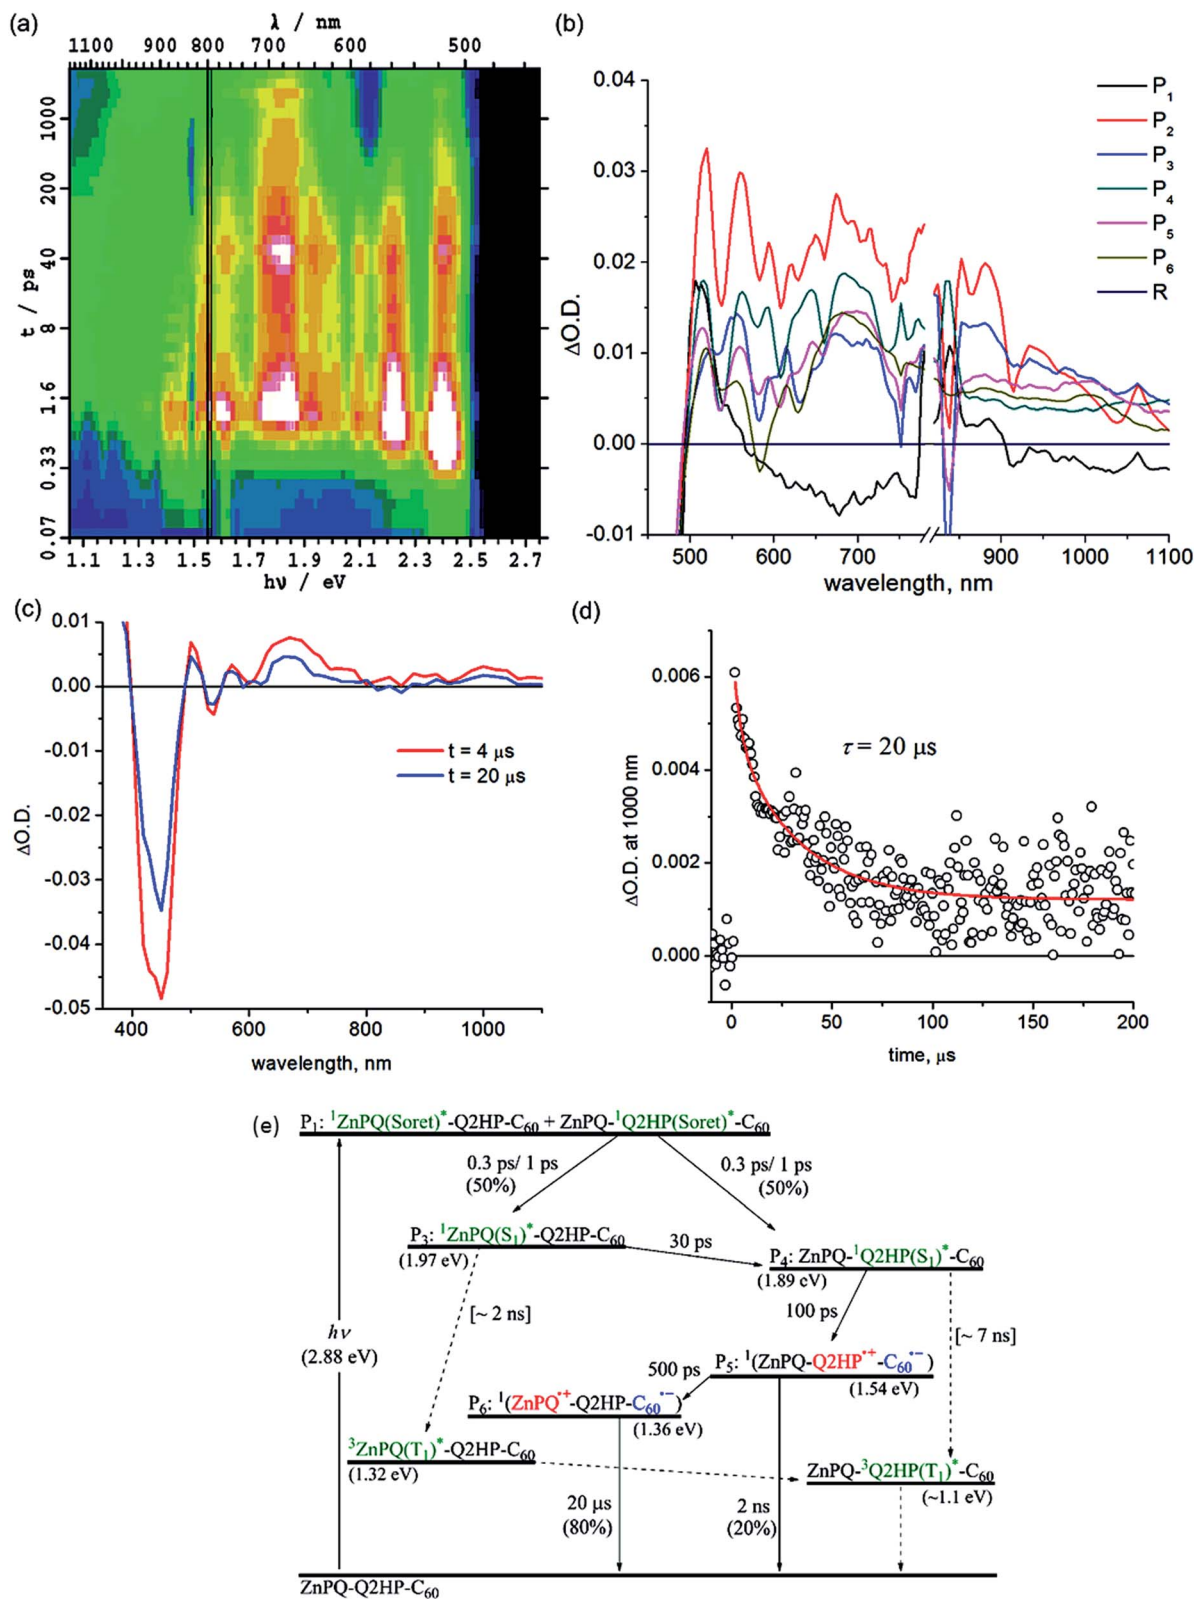 (a)
λ / nm
1100 900 800 700 600 500
t / ps
1000
200
40
8
1.6
0.33
0.07
1.1 1.3 1.5 1.7 1.9 2.1 2.3 2.5 2.7
hν / eV
(b)
ΔO.D.
0.04
0.03
0.02
0.01
0.00
-0.01
P1
P2
P3
P4
P5
P6
R
500 600 700 800 900 1000 1100
wavelength, nm
(c)
ΔO.D.
0.01
0.00
-0.01
-0.02
-0.03
-0.04
-0.05
t = 4 μs
t = 20 μs
400 600 800 1000
wavelength, nm
(d)
ΔO.D. at 1000 nm
0.006
0.004
0.002
0.000
τ = 20 μs
0 50 100 150 200
time, μs
(e)
P1: 1ZnPQ(Soret)*-Q2HP-C60 + ZnPQ-1Q2HP(Soret)*-C60
0.3 ps/ 1 ps
(50%)
0.3 ps/ 1 ps
(50%)
P3: 1ZnPQ(S1)*-Q2HP-C60
(1.97 eV)
30 ps
P4: ZnPQ-1Q2HP(S1)*-C60
(1.89 eV)
[~ 2 ns]
100 ps
[~ 7 ns]
hν
(2.88 eV)
P5: 1(ZnPQ-Q2HP•+-C60•−)
(1.54 eV)
500 ps
P6: 1(ZnPQ•+-Q2HP-C60•−)
(1.36 eV)
3ZnPQ(T1)*-Q2HP-C60
(1.32 eV)
ZnPQ-3Q2HP(T1)*-C60
(~1.1 eV)
20 μs
(80%)
2 ns
(20%)
ZnPQ-Q2HP-C60